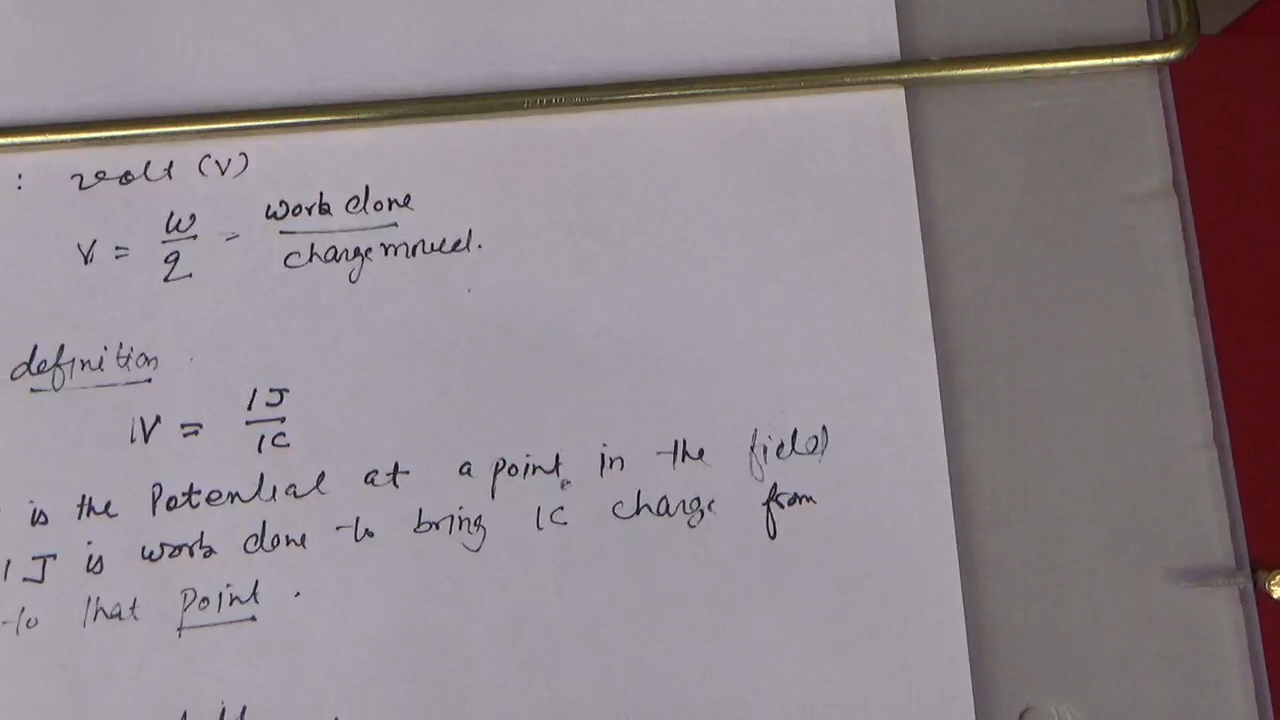 : volt (V)
V = W/Q = work done / charge moved.
definition
1V = 1J / 1C
is the Potential at a point in the field
1 J is work done to bring 1C charge from
to that Point.